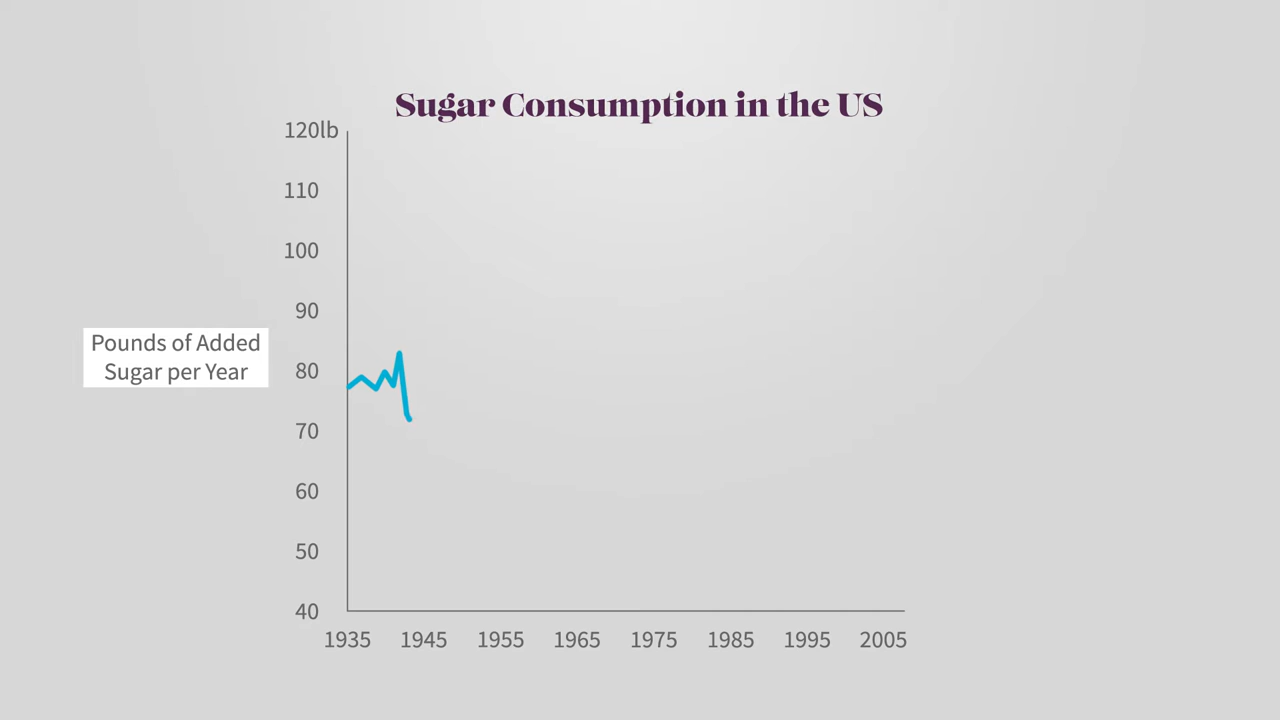 Sugar Consumption in the US
120lb
110
100
90
Pounds of Added
Sugar per Year
80
70
60
50
40
1935 1945 1955 1965 1975 1985 1995 2005